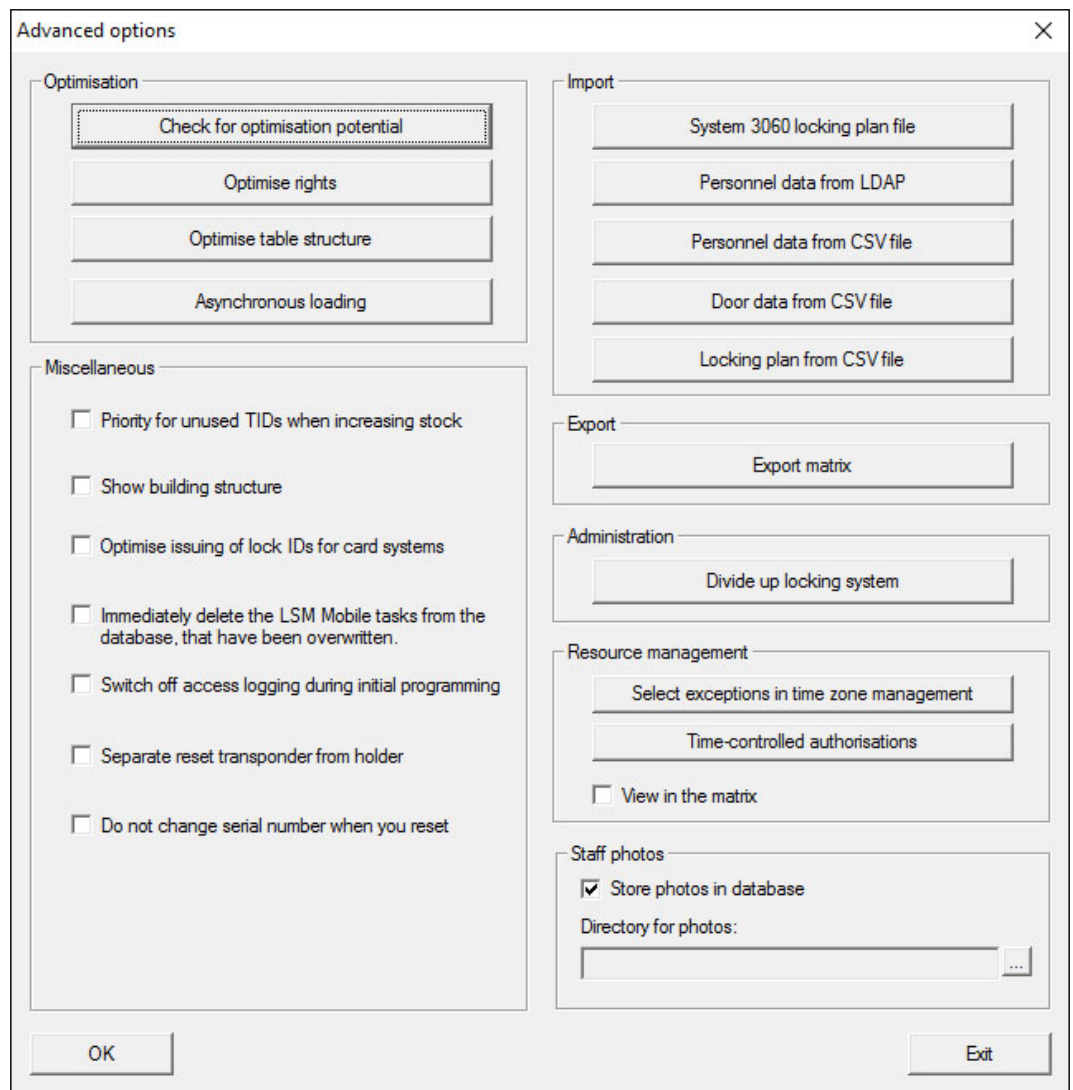 Advanced options
Optimisation
Check for optimisation potential
Optimise rights
Optimise table structure
Asynchronous loading
Miscellaneous
Priority for unused TIDs when increasing stock
Show building structure
Optimise issuing of lock IDs for card systems
Immediately delete the LSM Mobile tasks from the
database, that have been overwritten.
Switch off access logging during initial programming
Separate reset transponder from holder
Do not change serial number when you reset
Import
System 3060 locking plan file
Personnel data from LDAP
Personnel data from CSV file
Door data from CSV file
Locking plan from CSV file
Export
Export matrix
Administration
Divide up locking system
Resource management
Select exceptions in time zone management
Time-controlled authorisations
View in the matrix
Staff photos
Store photos in database
Directory for photos:
...
OK
Exit